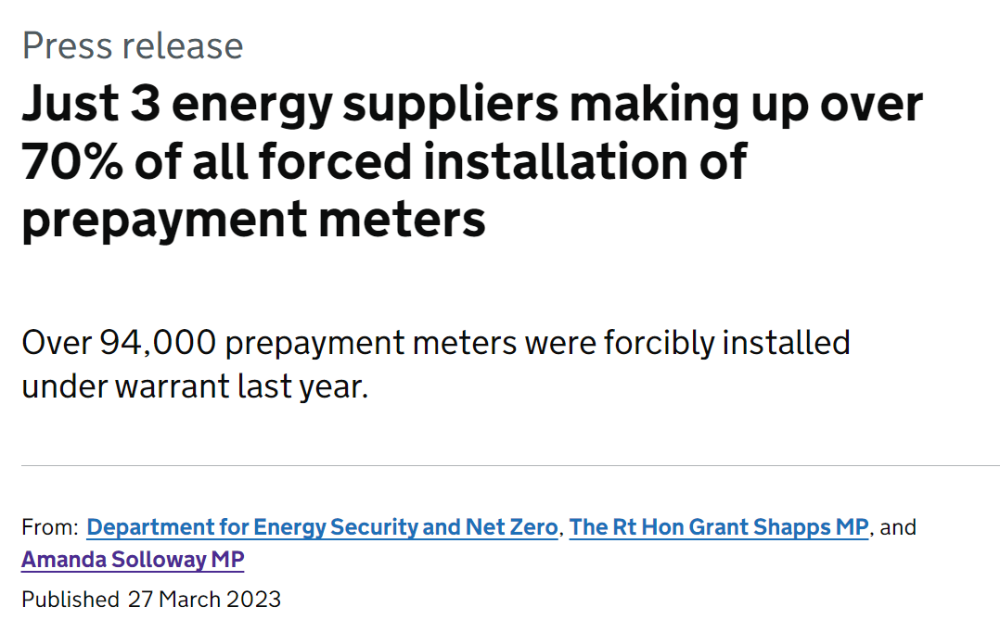 Press release
Just 3 energy suppliers making up over
70% of all forced installation of
prepayment meters
Over 94,000 prepayment meters were forcibly installed
under warrant last year.
From: Department for Energy Security and Net Zero, The Rt Hon Grant Shapps MP, and
Amanda Solloway MP
Published 27 March 2023